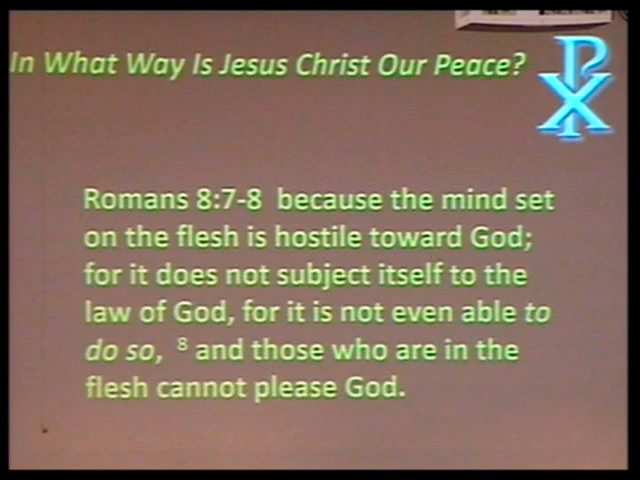 In What Way Is Jesus Christ Our Peace?
Romans 8:7-8 because the mind set
on the flesh is hostile toward God;
for it does not subject itself to the
law of God, for it is not even able to
do so, 8 and those who are in the
flesh cannot please God.